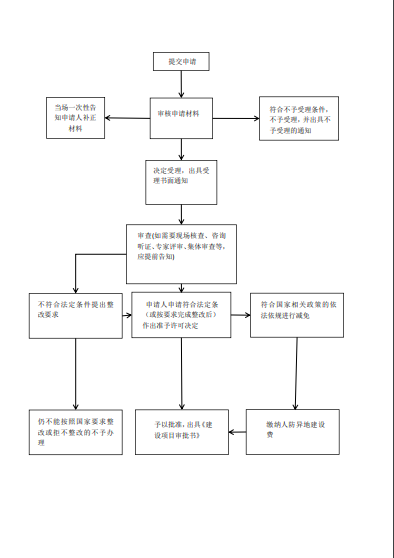 提交申请
当场一次性告
知申请人补正
材料
审核申请材料
符合不予受理条件，
不予受理，并出具不
予受理的通知
决定受理，出具受
理书面通知
审查(如需要现场核查、咨询
听证、专家评审、集体审查等，
应提前告知)
不符合法定条件提出整
改要求
申请人申请符合法定条
（或按要求完成整改后）
作出准予许可决定
符合国家相关政策的依
法依规进行减免
仍不能按照国家要求整
改或拒不整改的不予办
理
予以批准，出具《建
设项目审批书》
缴纳人防异地建设
费